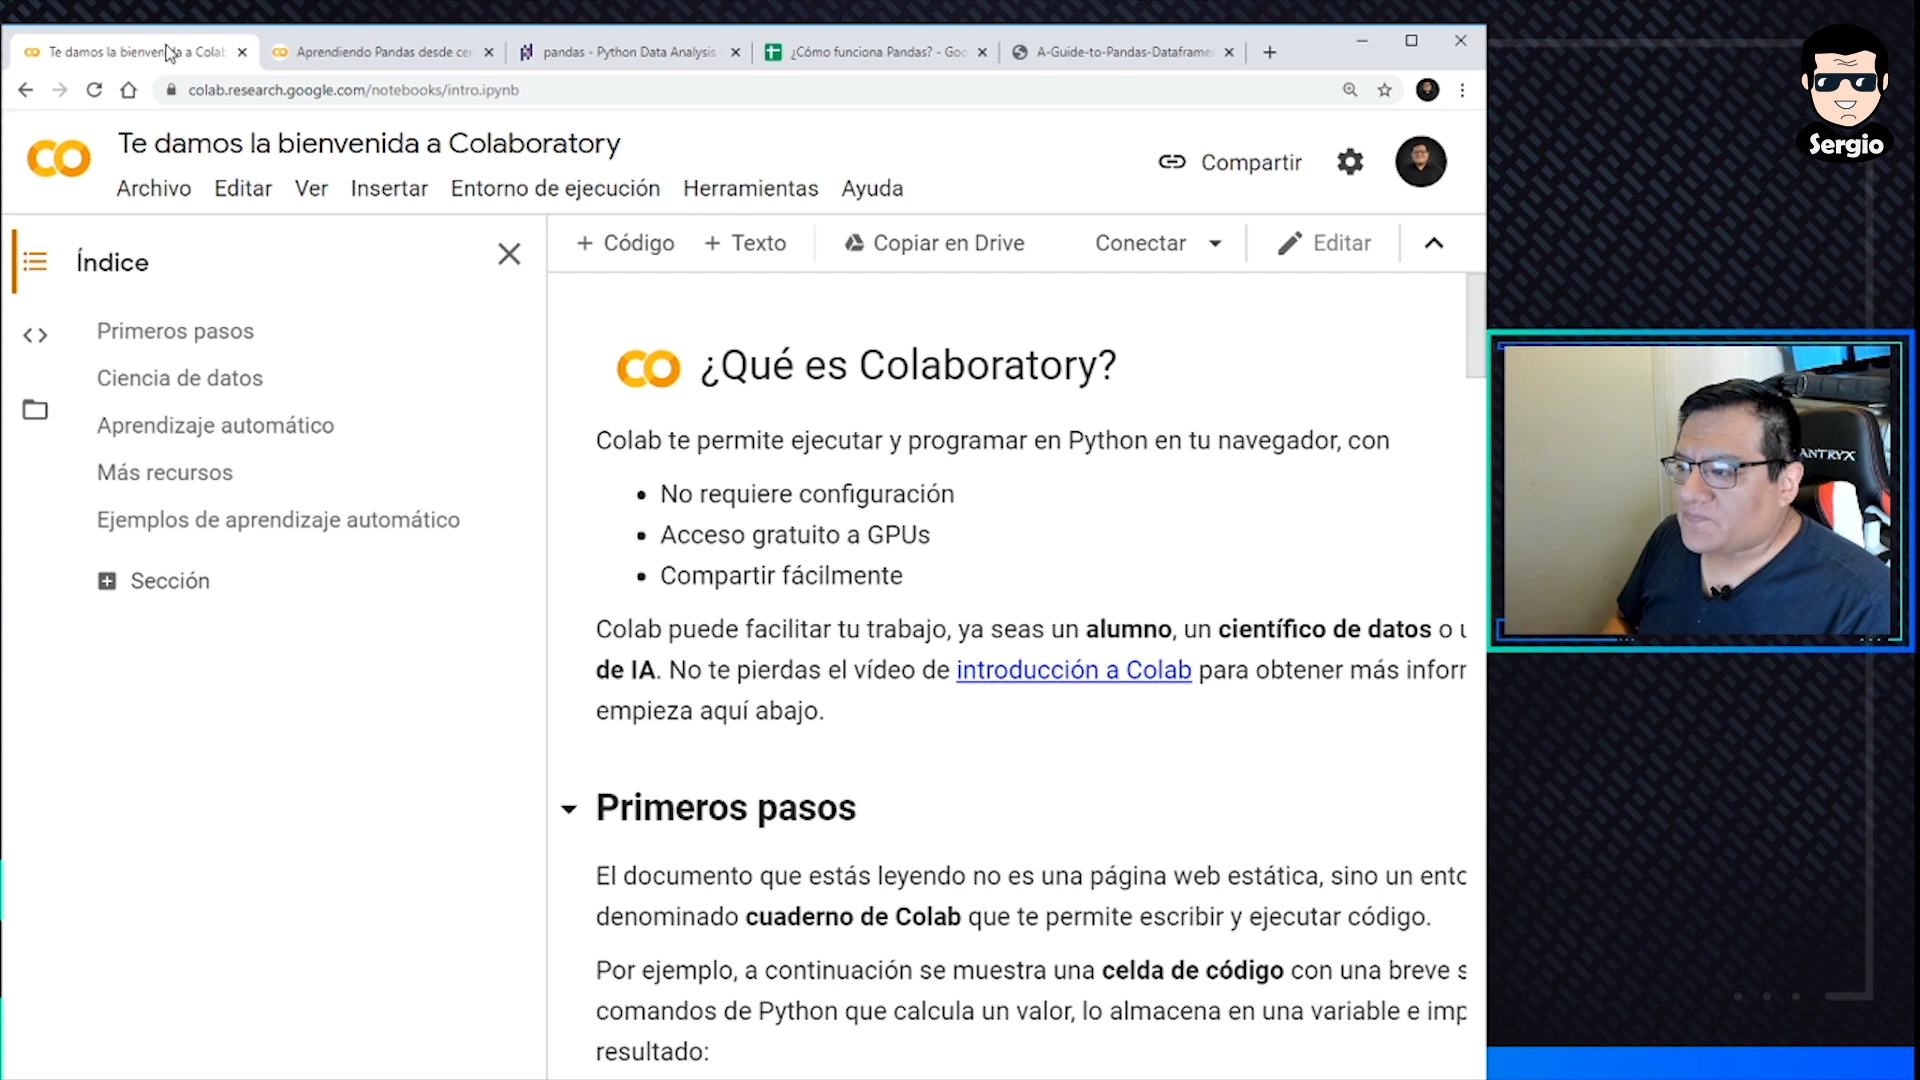 Te damos la bienvenida a Colab
Aprendiendo Pandas desde cer
pandas - Python Data Analysis
¿Cómo funciona Pandas? - Goo
A-Guide-to-Pandas-Dataframe
colab.research.google.com/notebooks/intro.ipynb
Te damos la bienvenida a Colaboratory
Compartir
Archivo Editar Ver Insertar Entorno de ejecución Herramientas Ayuda
Índice
Primeros pasos
Ciencia de datos
Aprendizaje automático
Más recursos
Ejemplos de aprendizaje automático
Sección
+ Código + Texto Copiar en Drive Conectar Editar
CO ¿Qué es Colaboratory?
Colab te permite ejecutar y programar en Python en tu navegador, con
• No requiere configuración
• Acceso gratuito a GPUs
• Compartir fácilmente
Colab puede facilitar tu trabajo, ya seas un alumno, un científico de datos o u
de IA. No te pierdas el vídeo de introducción a Colab para obtener más inforr
empieza aquí abajo.
Primeros pasos
El documento que estás leyendo no es una página web estática, sino un ento
denominado cuaderno de Colab que te permite escribir y ejecutar código.
Por ejemplo, a continuación se muestra una celda de código con una breve s
comandos de Python que calcula un valor, lo almacena en una variable e imp
resultado:
Sergio
ANTRYX